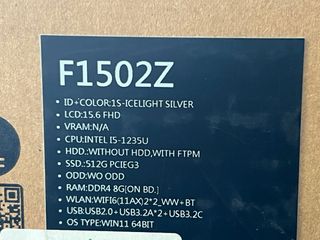 F1502Z
• ID+COLOR:1S-ICELIGHT SILVER
• LCD:15.6 FHD
• VRAM:N/A
• CPU:INTEL I5-1235U
• HDD.:WITHOUT HDD,WITH FTPM
• SSD.:512G PCIEG3
• ODD:WO ODD
• RAM:DDR4 8G[ON BD.]
• WLAN:WIFI6(11AX)2*2_WW+BT
• USB:USB2.0+USB3.2A*2+USB3.2C
• OS TYPE:WIN11 64BIT